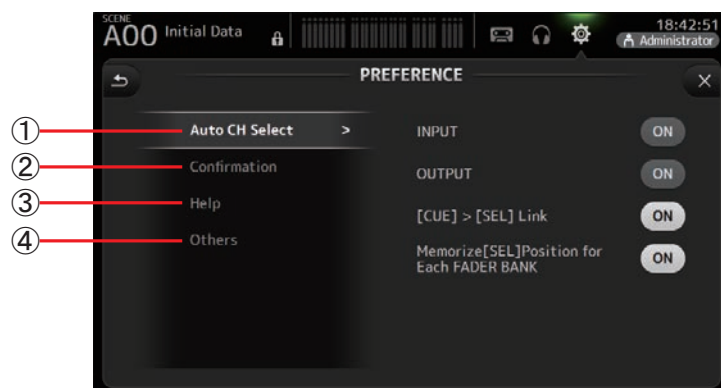 SCENE
A00 Initial Data
18:42:51
Administrator
PREFERENCE
① Auto CH Select >
② Confirmation
③ Help
④ Others
INPUT ON
OUTPUT ON
[CUE] > [SEL] Link ON
Memorize[SEL]Position for
Each FADER BANK
ON